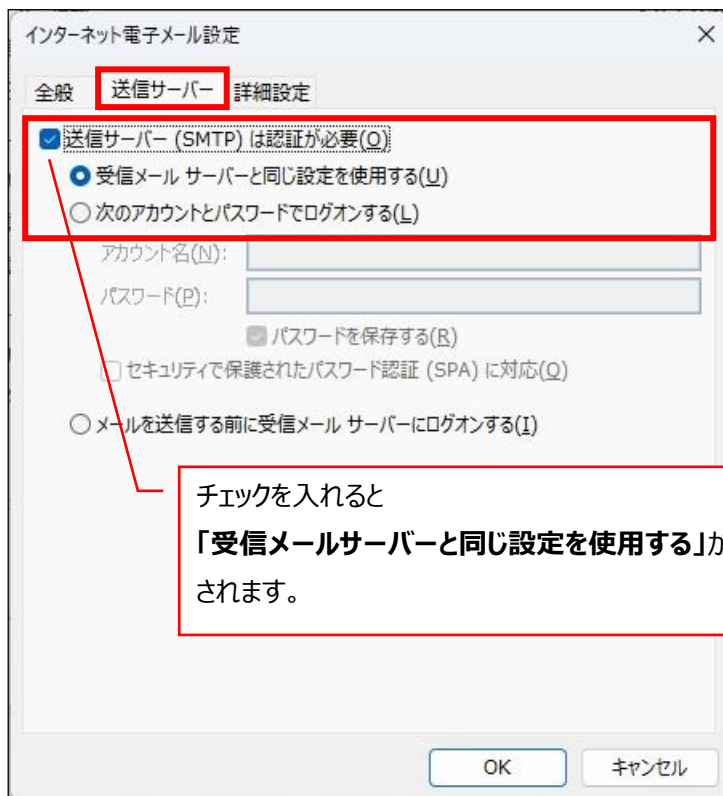 インターネット電子メール設定
全般 送信サーバー 詳細設定
送信サーバー (SMTP) は認証が必要(O)
受信メール サーバーと同じ設定を使用する(U)
次のアカウントとパスワードでログオンする(L)
アカウント名(N):
パスワード(P):
パスワードを保存する(R)
セキュリティで保護されたパスワード認証 (SPA) に対応(Q)
メールを送信する前に受信メール サーバーにログオンする(I)
チェックを入れると
「受信メールサーバーと同じ設定を使用する」が
されます。
OK キャンセル